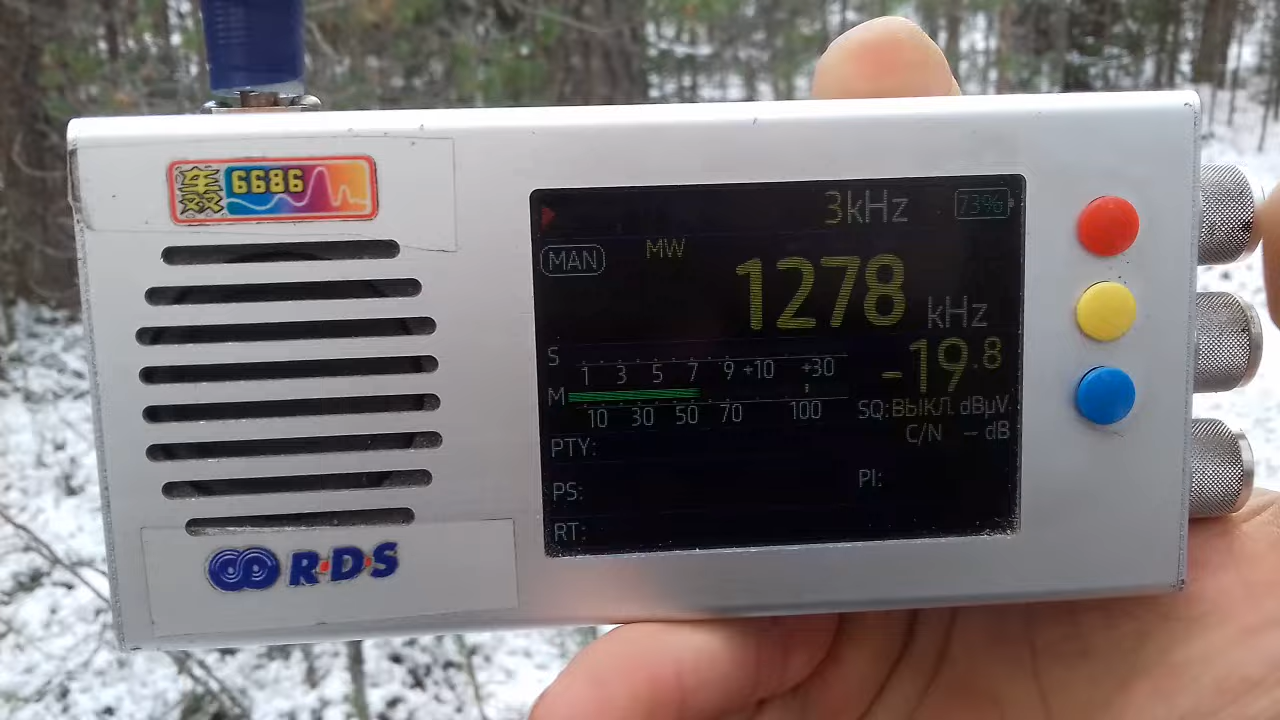 6686
R·D·S
3kHz
73%
MAN
MW
1278 kHz
S
1 3 5 7 9 +10 +30
-19.8
M
10 30 50 70 100
SQ:ВЫКЛ. dBµV
C/N -- dB
PTY:
PS:
PI:
RT: